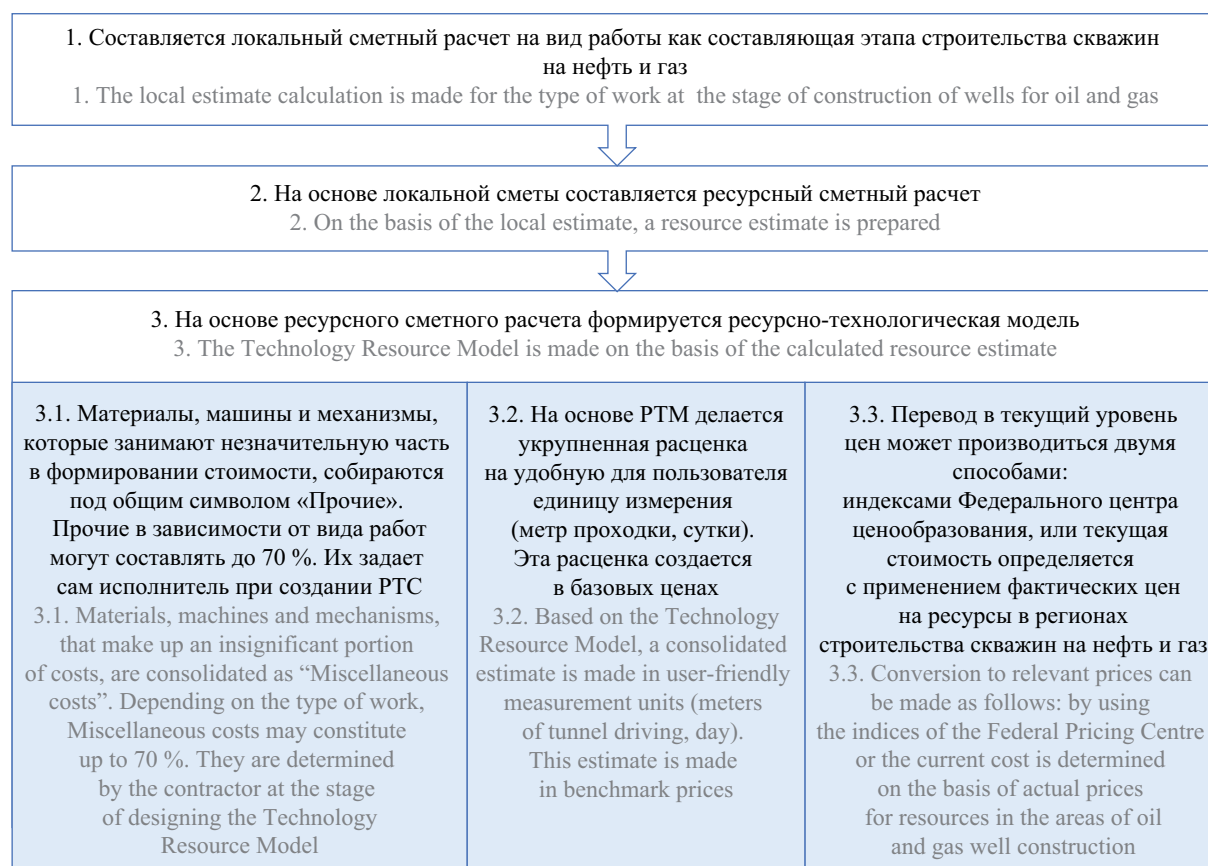 1. Составляется локальный сметный расчет на вид работы как составляющая этапа строительства скважин
на нефть и газ
1. The local estimate calculation is made for the type of work at the stage of construction of wells for oil and gas
2. На основе локальной сметы составляется ресурсный сметный расчет
2. On the basis of the local estimate, a resource estimate is prepared
3. На основе ресурсного сметного расчета формируется ресурсно-технологическая модель
3. The Technology Resource Model is made on the basis of the calculated resource estimate
3.1. Материалы, машины и механизмы,
которые занимают незначительную часть
в формировании стоимости, собираются
под общим символом «Прочие».
Прочие в зависимости от вида работ
могут составлять до 70 %. Их задает
сам исполнитель при создании РТС
3.1. Materials, machines and mechanisms,
that make up an insignificant portion
of costs, are consolidated as “Miscellaneous
costs”. Depending on the type of work,
Miscellaneous costs may constitute
up to 70 %. They are determined
by the contractor at the stage
of designing the Technology
Resource Model
3.2. На основе РТМ делается
укрупненная расценка
на удобную для пользователя
единицу измерения
(метр проходки, сутки).
Эта расценка создается
в базовых ценах
3.2. Based on the Technology
Resource Model, a consolidated
estimate is made in user-friendly
measurement units (meters
of tunnel driving, day).
This estimate is made
in benchmark prices
3.3. Перевод в текущий уровень
цен может производиться двумя
способами:
индексами Федерального центра
ценообразования, или текущая
стоимость определяется
с применением фактических цен
на ресурсы в регионах
строительства скважин на нефть и газ
3.3. Conversion to relevant prices can
be made as follows: by using
the indices of the Federal Pricing Centre
or the current cost is determined
on the basis of actual prices
for resources in the areas of oil
and gas well construction